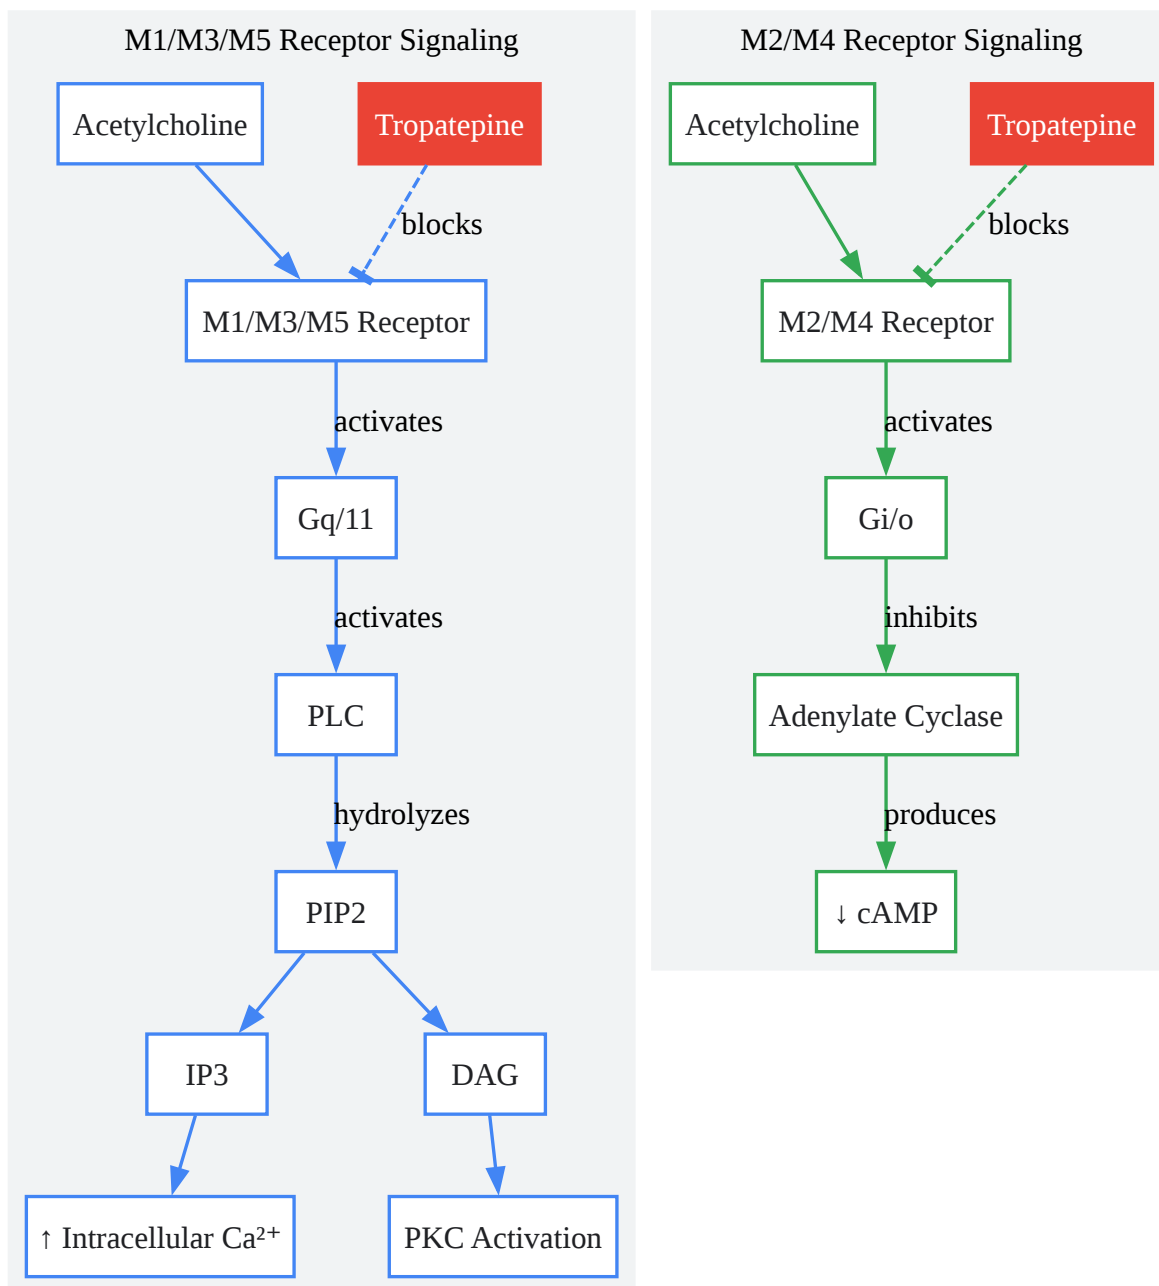 M1/M3/M5 Receptor Signaling
Acetylcholine
Tropatepine
blocks
M1/M3/M5 Receptor
activates
Gq/11
activates
PLC
hydrolyzes
PIP2
IP3
DAG
↑ Intracellular Ca²⁺
PKC Activation
M2/M4 Receptor Signaling
Acetylcholine
Tropatepine
blocks
M2/M4 Receptor
activates
Gi/o
inhibits
Adenylate Cyclase
produces
↓ cAMP